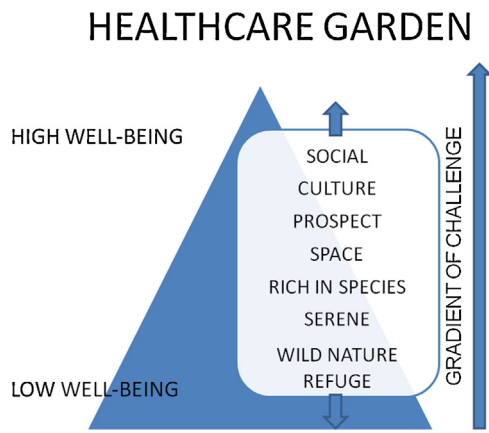 HEALTHCARE GARDEN
HIGH WELL-BEING
SOCIAL
CULTURE
PROSPECT
SPACE
RICH IN SPECIES
SERENE
WILD NATURE
REFUGE
LOW WELL-BEING
GRADIENT OF CHALLENGE